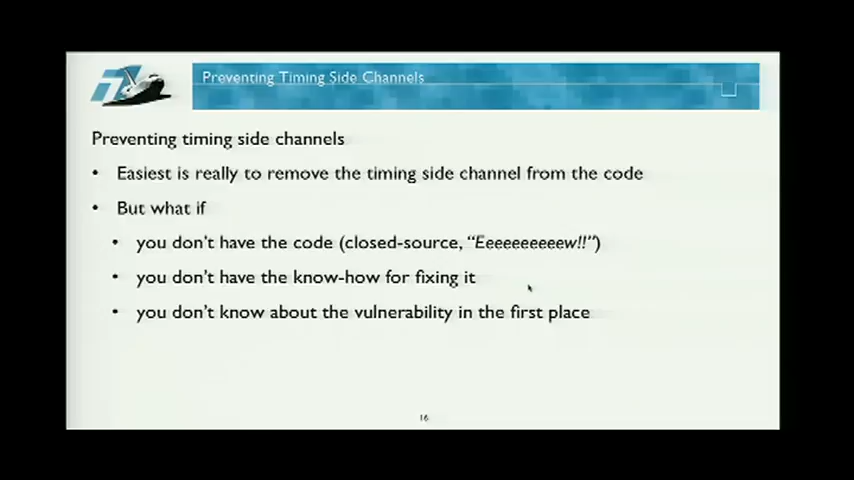 Preventing Timing Side Channels
Preventing timing side channels
• Easiest is really to remove the timing side channel from the code
• But what if
• you don't have the code (closed-source, "Eeeeeeeeeew!!")
• you don't have the know-how for fixing it
• you don't know about the vulnerability in the first place
16